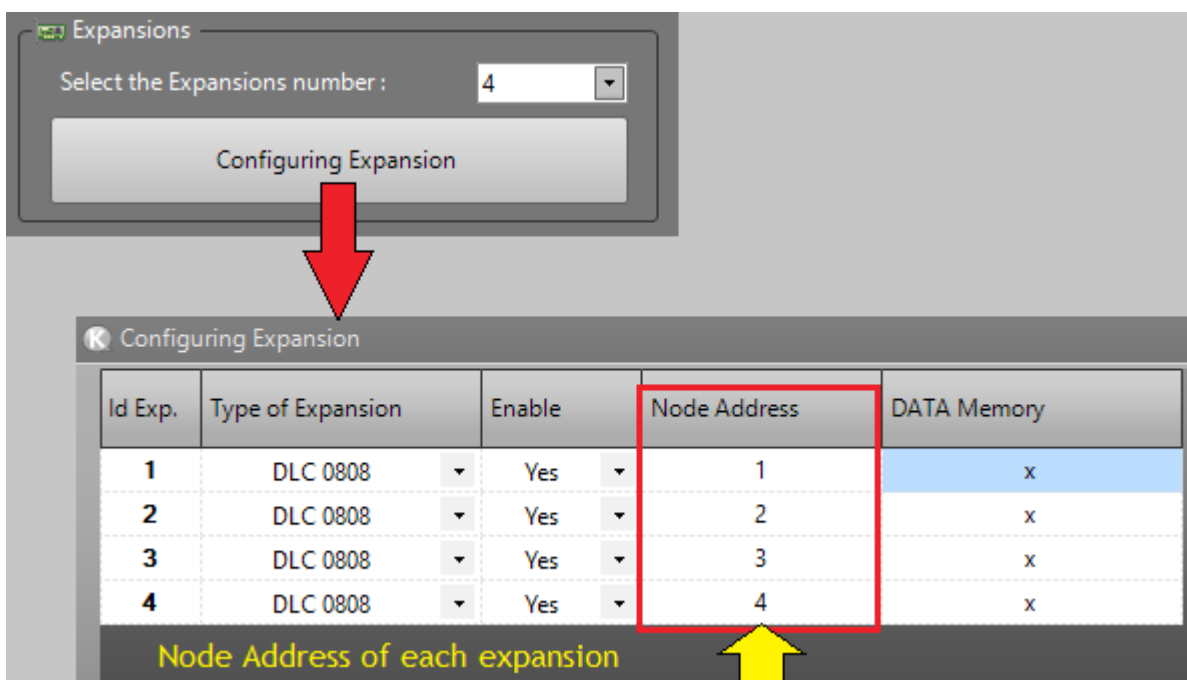 Expansions
Select the Expansions number : 4
Configuring Expansion
K Configuring Expansion
Id Exp. Type of Expansion Enable Node Address DATA Memory
1 DLC 0808 Yes 1 x
2 DLC 0808 Yes 2 x
3 DLC 0808 Yes 3 x
4 DLC 0808 Yes 4 x
Node Address of each expansion